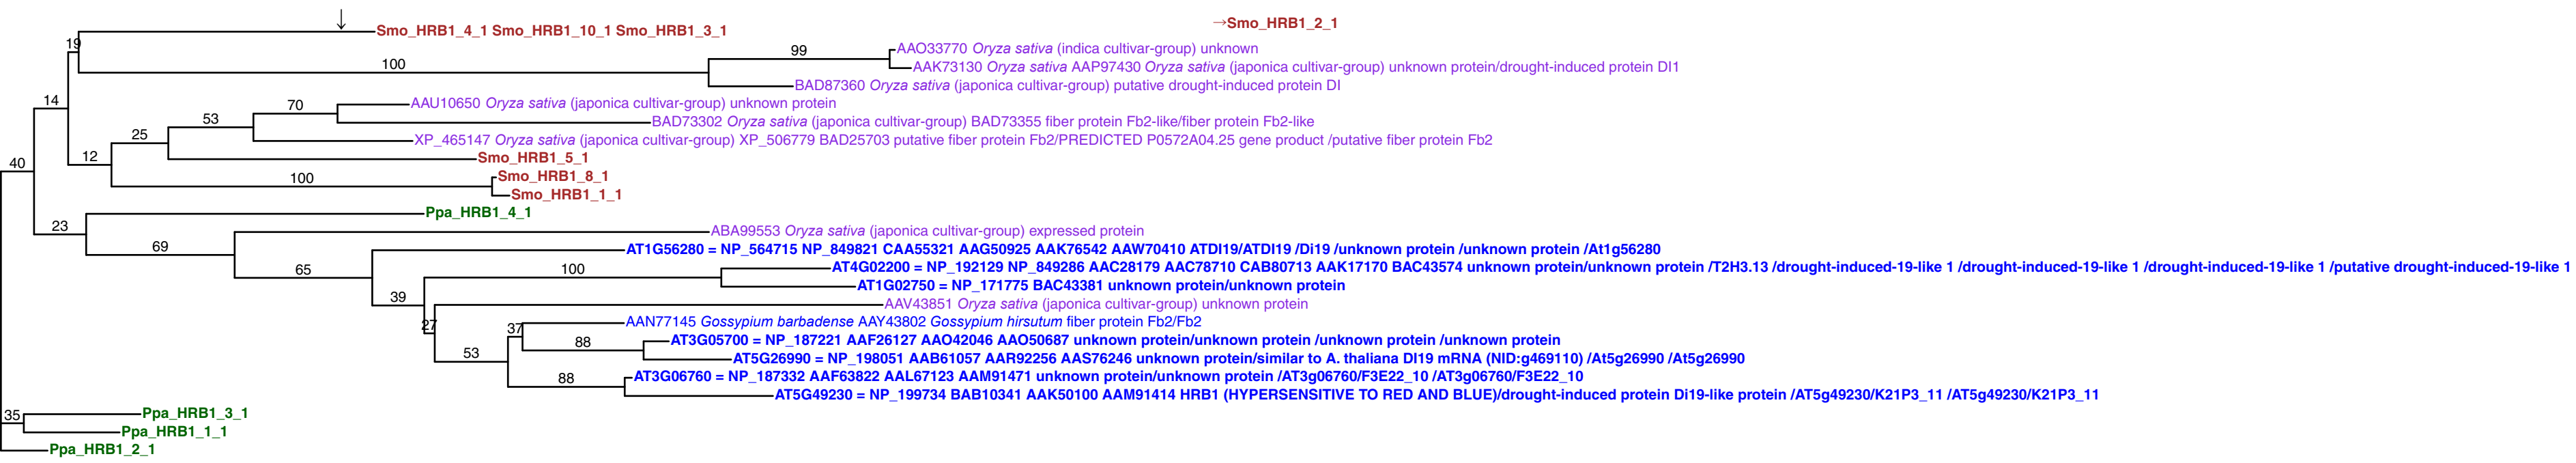 →Smo_HRB1_2_1
↓
Smo_HRB1_4_1 Smo_HRB1_10_1 Smo_HRB1_3_1
19
AAO33770 Oryza sativa (indica cultivar-group) unknown
99
100
AAK73130 Oryza sativa AAP97430 Oryza sativa (japonica cultivar-group) unknown protein/drought-induced protein DI1
BAD87360 Oryza sativa (japonica cultivar-group) putative drought-induced protein DI
14
AAU10650 Oryza sativa (japonica cultivar-group) unknown protein
70
53
BAD73302 Oryza sativa (japonica cultivar-group) BAD73355 fiber protein Fb2-like/fiber protein Fb2-like
25
XP_465147 Oryza sativa (japonica cultivar-group) XP_506779 BAD25703 putative fiber protein Fb2/PREDICTED P0572A04.25 gene product /putative fiber protein Fb2
12
Smo_HRB1_5_1
40
100
Smo_HRB1_8_1
Smo_HRB1_1_1
Ppa_HRB1_4_1
23
ABA99553 Oryza sativa (japonica cultivar-group) expressed protein
69
AT1G56280 = NP_564715 NP_849821 CAA55321 AAG50925 AAK76542 AAW70410 ATDI19/ATDI19 /Di19 /unknown protein /unknown protein /At1g56280
65
100
AT4G02200 = NP_192129 NP_849286 AAC28179 AAC78710 CAB80713 AAK17170 BAC43574 unknown protein/unknown protein /T2H3.13 /drought-induced-19-like 1 /drought-induced-19-like 1 /drought-induced-19-like 1 /putative drought-induced-19-like 1
AT1G02750 = NP_171775 BAC43381 unknown protein/unknown protein
39
AAV43851 Oryza sativa (japonica cultivar-group) unknown protein
27
AAN77145 Gossypium barbadense AAY43802 Gossypium hirsutum fiber protein Fb2/Fb2
37
AT3G05700 = NP_187221 AAF26127 AAO42046 AAO50687 unknown protein/unknown protein /unknown protein /unknown protein
88
53
AT5G26990 = NP_198051 AAB61057 AAR92256 AAS76246 unknown protein/similar to A. thaliana DI19 mRNA (NID:g469110) /At5g26990 /At5g26990
AT3G06760 = NP_187332 AAF63822 AAL67123 AAM91471 unknown protein/unknown protein /AT3g06760/F3E22_10 /AT3g06760/F3E22_10
88
AT5G49230 = NP_199734 BAB10341 AAK50100 AAM91414 HRB1 (HYPERSENSITIVE TO RED AND BLUE)/drought-induced protein Di19-like protein /AT5g49230/K21P3_11 /AT5g49230/K21P3_11
35
Ppa_HRB1_3_1
Ppa_HRB1_1_1
Ppa_HRB1_2_1